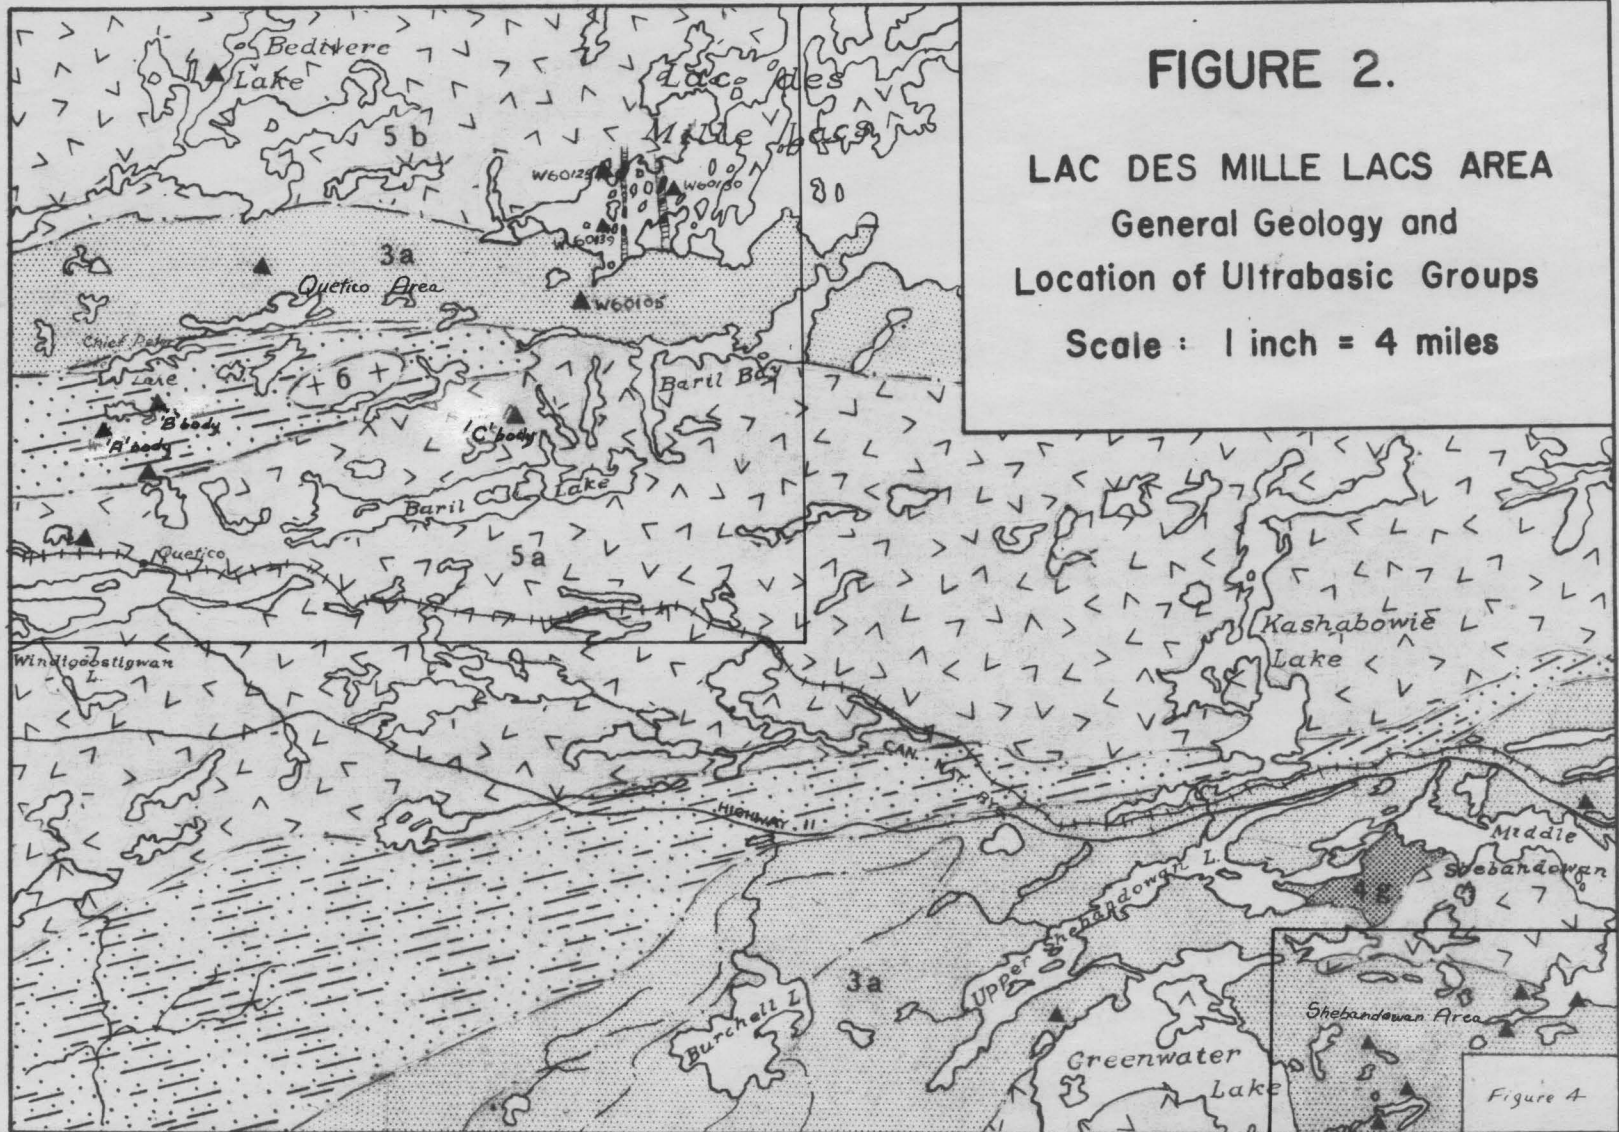 FIGURE 2.
LAC DES MILLE LACS AREA
General Geology and
Location of Ultrabasic Groups
Scale : 1 inch = 4 miles
Bedivere
Lake
Lac des
Mille Lacs
5 b
W60130
W60139
3a
Quetico Area
W60105
Chief Peter
Lake
+ 6 +
Baril Bay
'B' body
'A' body
'C' body
Baril Lake
Quetico
5a
Windigoostigwan
L.
Kashabowie
Lake
CAN. NAT. RYS.
HIGHWAY 11
Middle
Shebandowan
4 g
Upper Shebandowan L.
3a
Burchell L.
Greenwater
Lake
Shebandowan Area
Figure 4